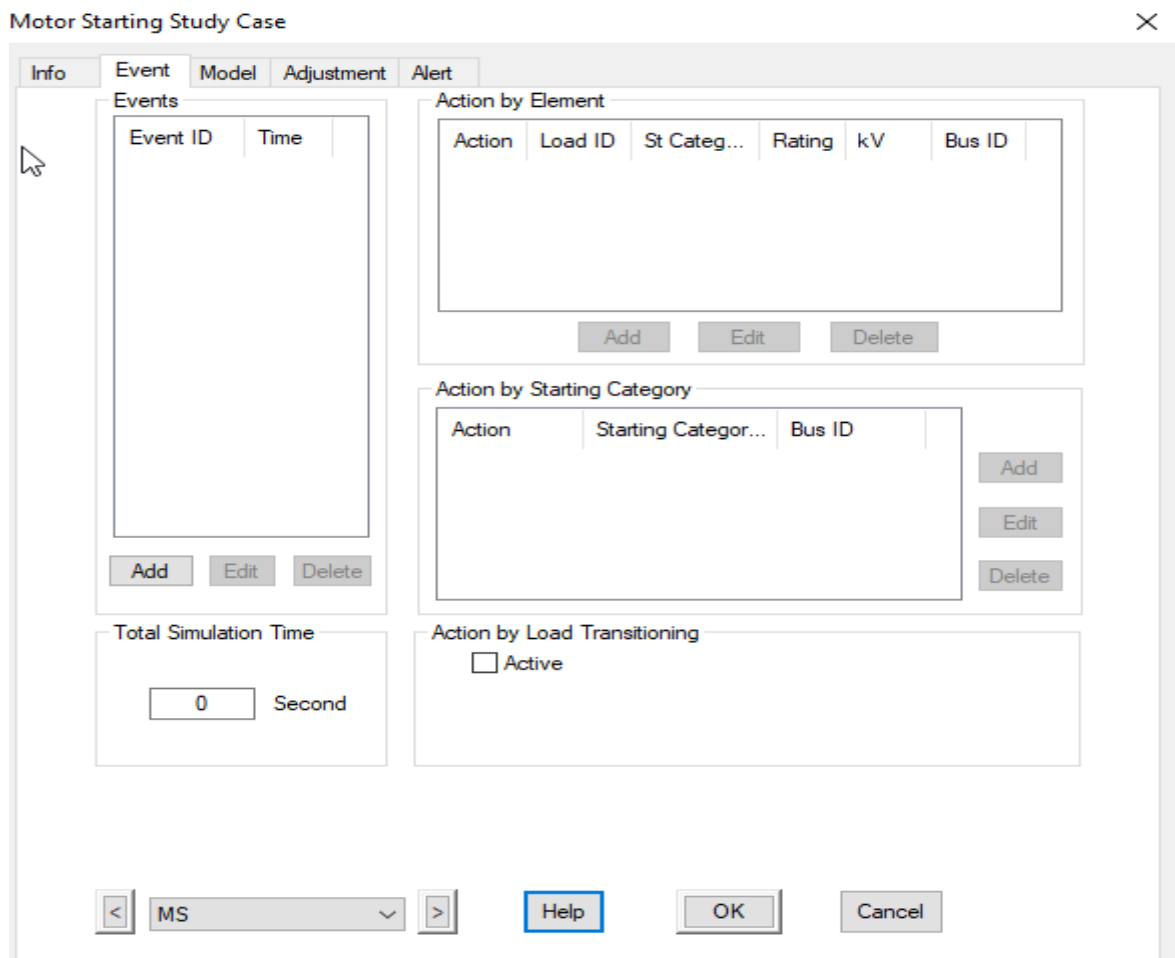 Motor Starting Study Case
Info Event Model Adjustment Alert
Events
Event ID Time
Add Edit Delete
Action by Element
Action Load ID St Categ... Rating kV Bus ID
Add Edit Delete
Action by Starting Category
Action Starting Categor... Bus ID
Add
Edit
Delete
Total Simulation Time
0 Second
Action by Load Transitioning
Active
< MS > Help OK Cancel